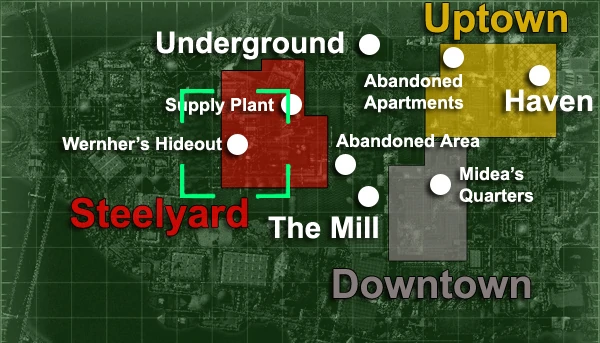 Uptown
Underground
Abandoned
Apartments
Haven
Supply Plant
Wernher's Hideout
Abandoned Area
Midea's
Quarters
Steelyard
The Mill
Downtown